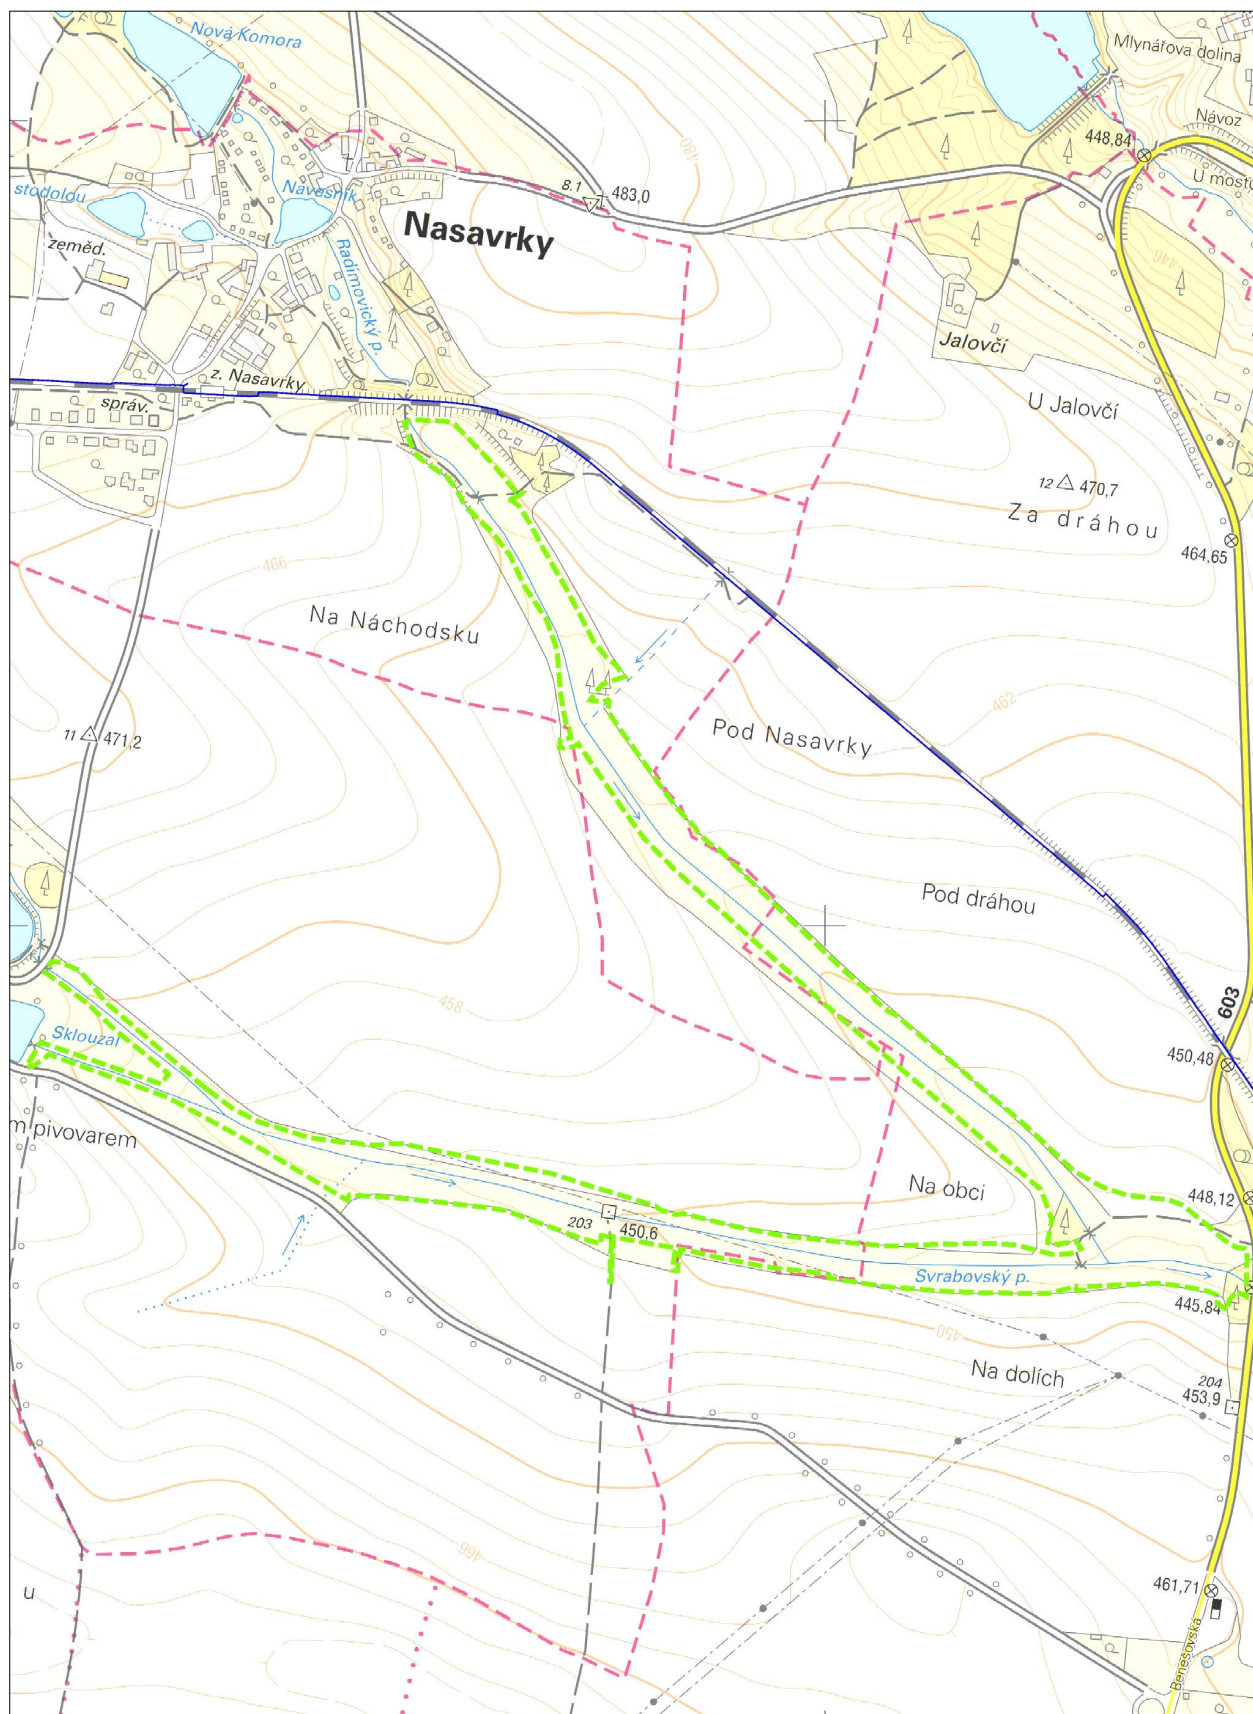 Nová Komora
Mlynářova dolina
Návoz
448,84
U mostu
stodolou
Návesník
8.1
483,0
Nasavrky
zeměd.
Radimovický p.
480
446
Jalovčí
z. Nasavrky
správ.
U Jalovčí
12 470,7
Za dráhou
464,65
466
Na Náchodsku
462
11 471,2
Pod Nasavrky
Pod dráhou
458
603
Sklouzal
450,48
m pivovarem
Na obci
448,12
203
450,6
Svrabovský p.
445,84
450
Na dolích
204
453,9
466
u
461,71
Benešovská